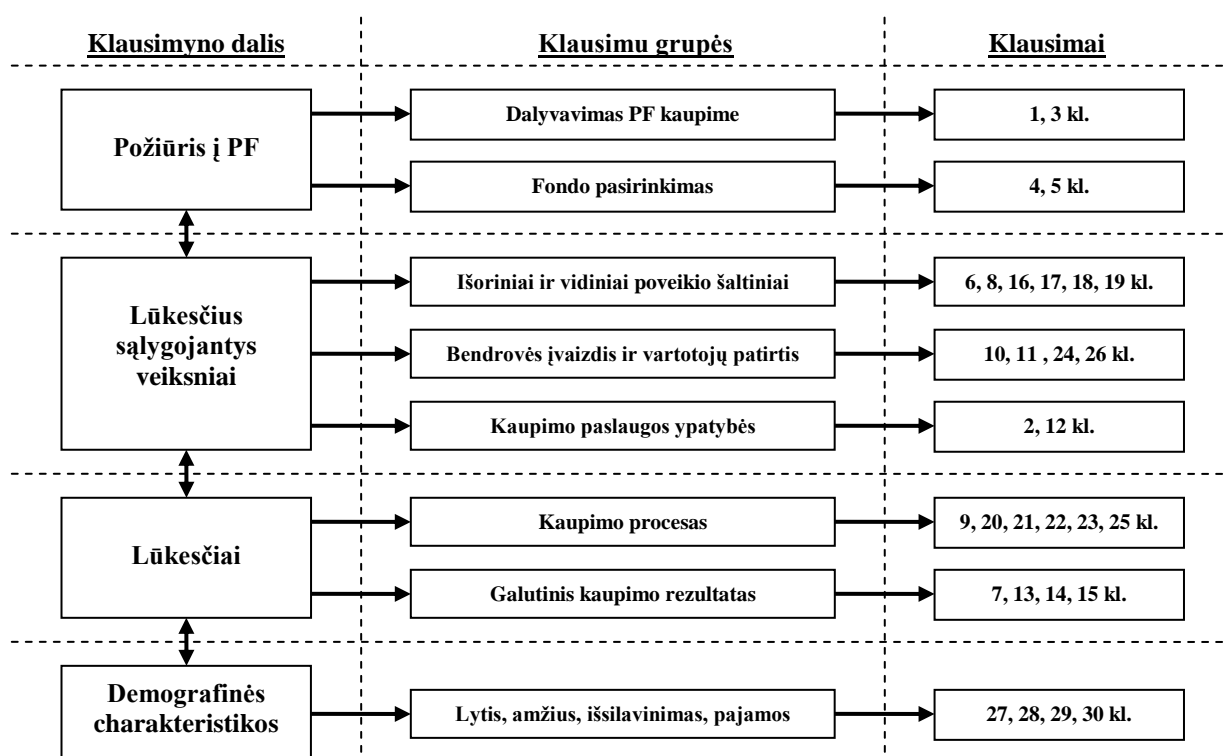 Klausimyno dalis
Klausimu grupės
Klausimai
Požiūris į PF
Dalyvavimas PF kaupime
1, 3 kl.
Fondo pasirinkimas
4, 5 kl.
Lūkesčius
sąlygojantys
veiksniai
Išoriniai ir vidiniai poveikio šaltiniai
6, 8, 16, 17, 18, 19 kl.
Bendrovės įvaizdis ir vartotojų patirtis
10, 11 , 24, 26 kl.
Kaupimo paslaugos ypatybės
2, 12 kl.
Lūkesčiai
Kaupimo procesas
9, 20, 21, 22, 23, 25 kl.
Galutinis kaupimo rezultatas
7, 13, 14, 15 kl.
Demografinės
charakteristikos
Lytis, amžius, išsilavinimas, pajamos
27, 28, 29, 30 kl.